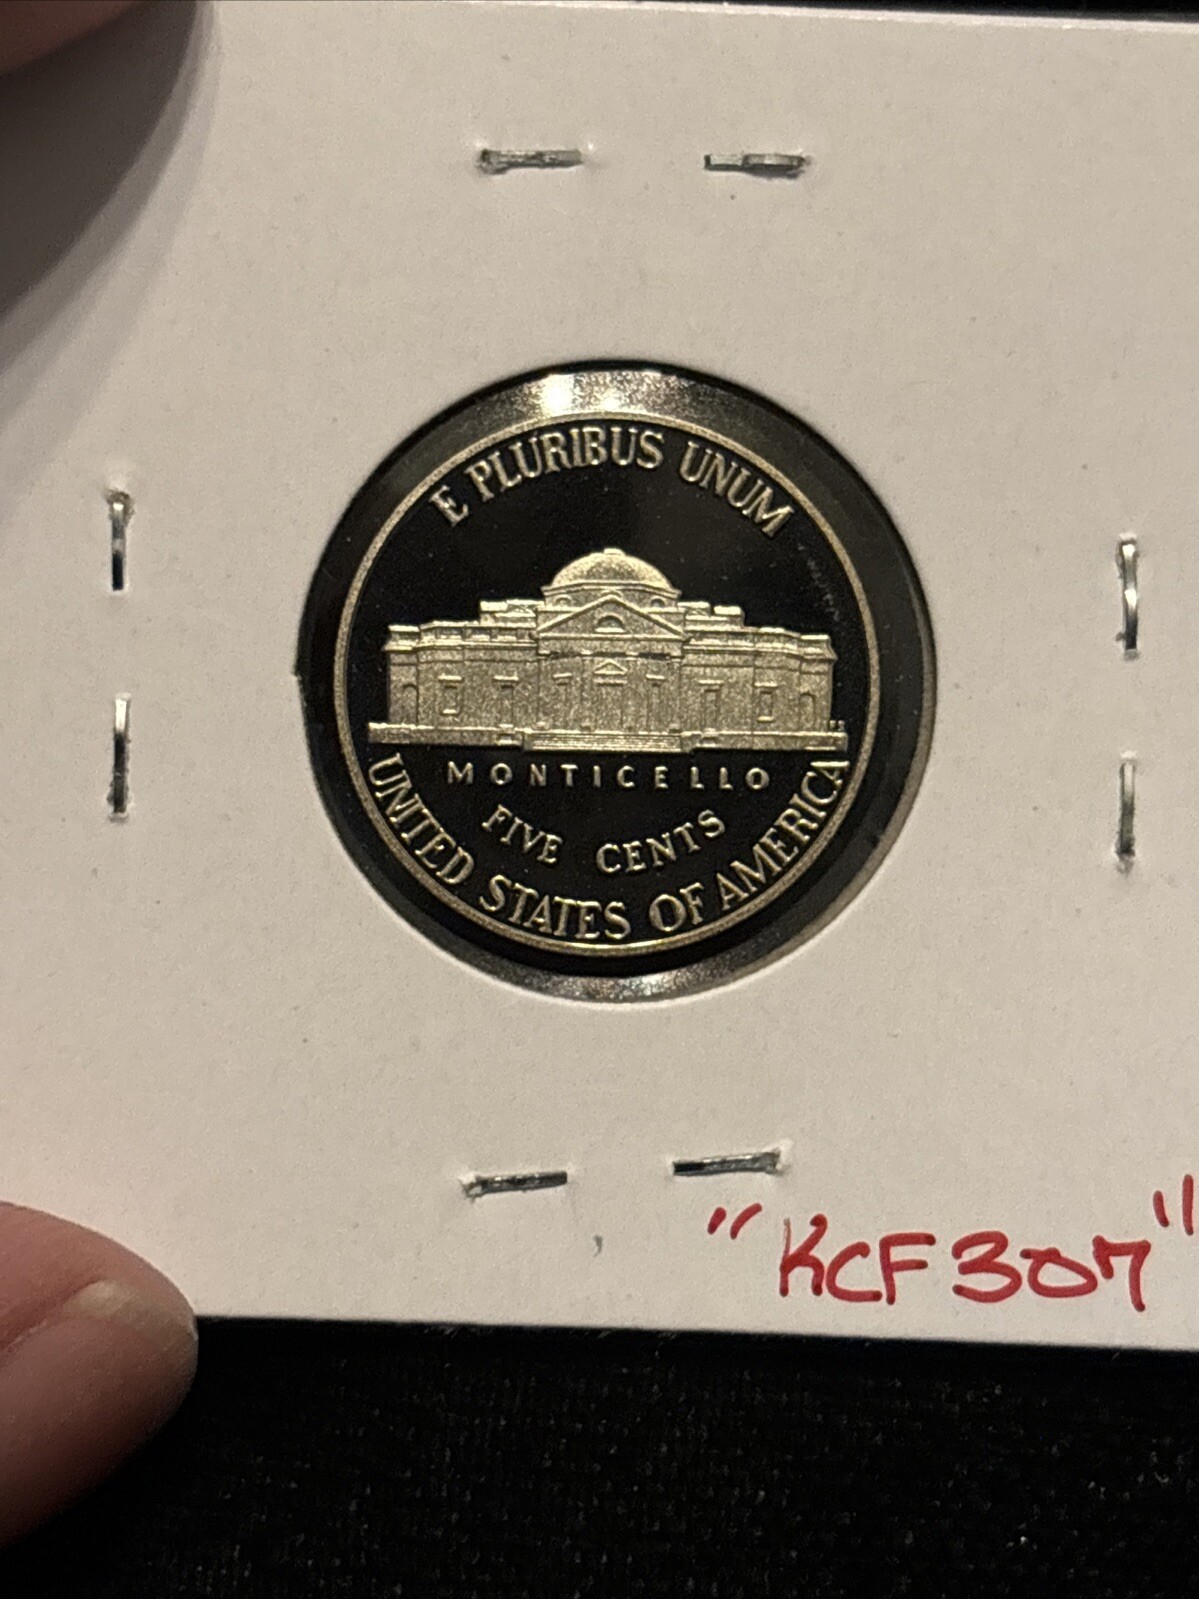 E PLURIBUS UNUM
MONTICELLO
FIVE CENTS
UNITED STATES OF AMERICA
"KCF307"